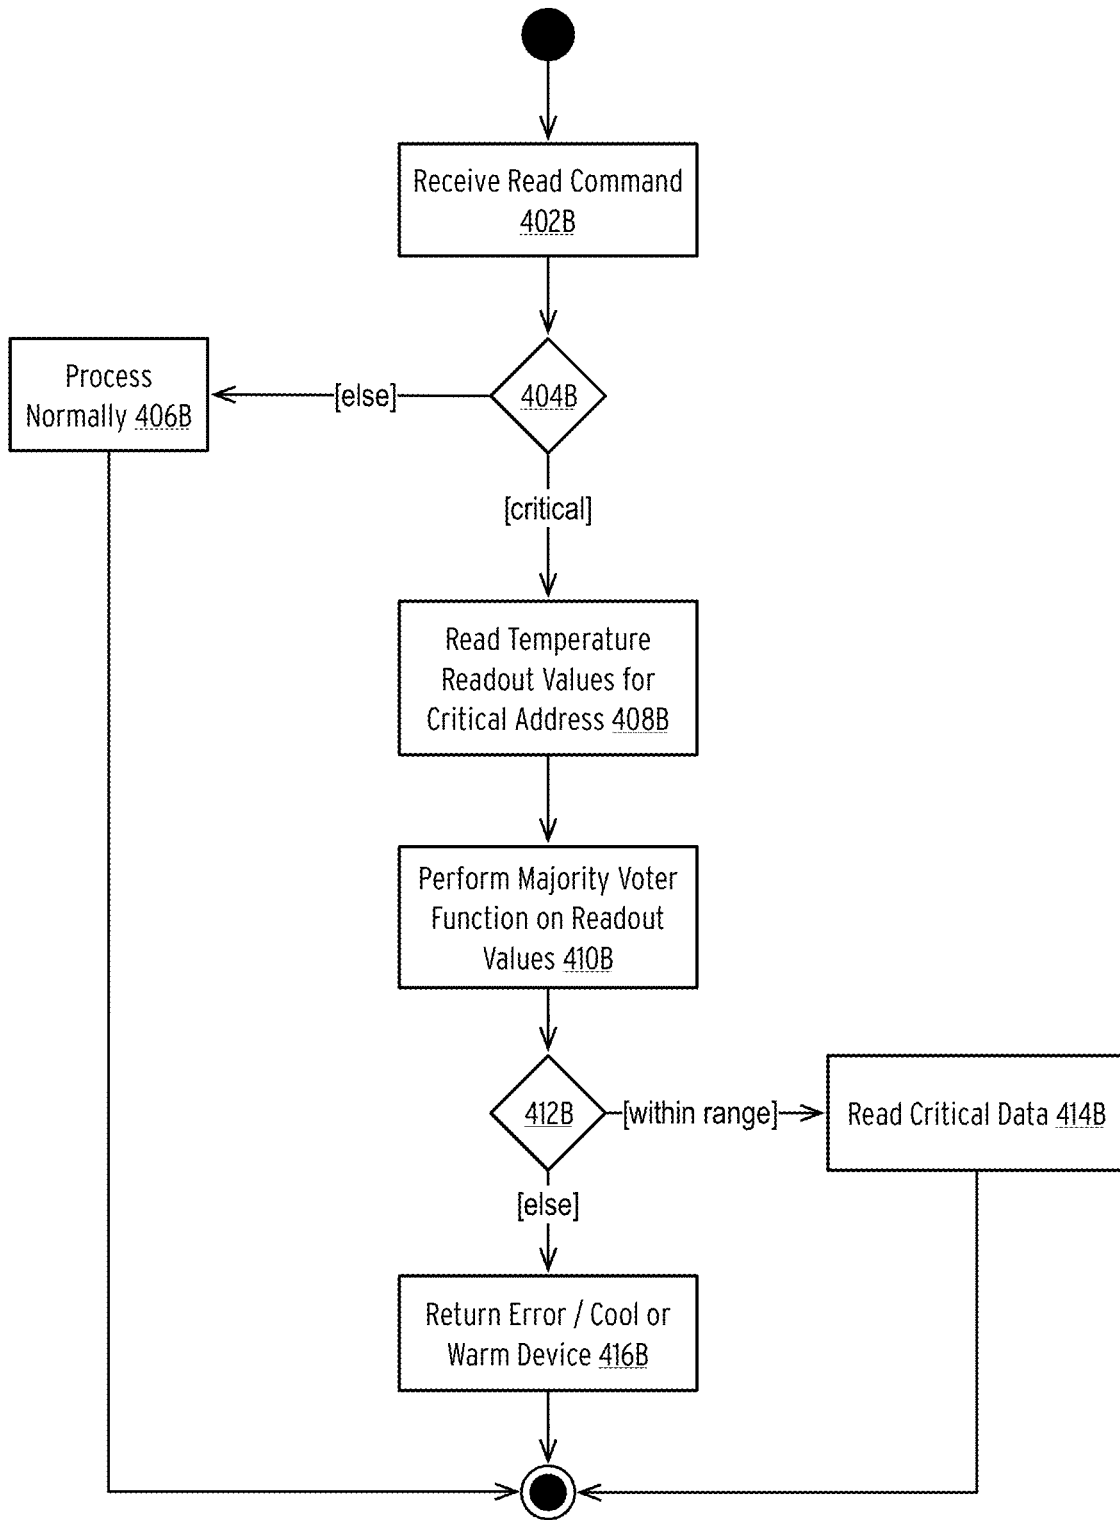 Receive Read Command
402B
Process
Normally 406B
[else]
404B
[critical]
Read Temperature
Readout Values for
Critical Address 408B
Perform Majority Voter
Function on Readout
Values 410B
412B
[within range]
Read Critical Data 414B
[else]
Return Error / Cool or
Warm Device 416B